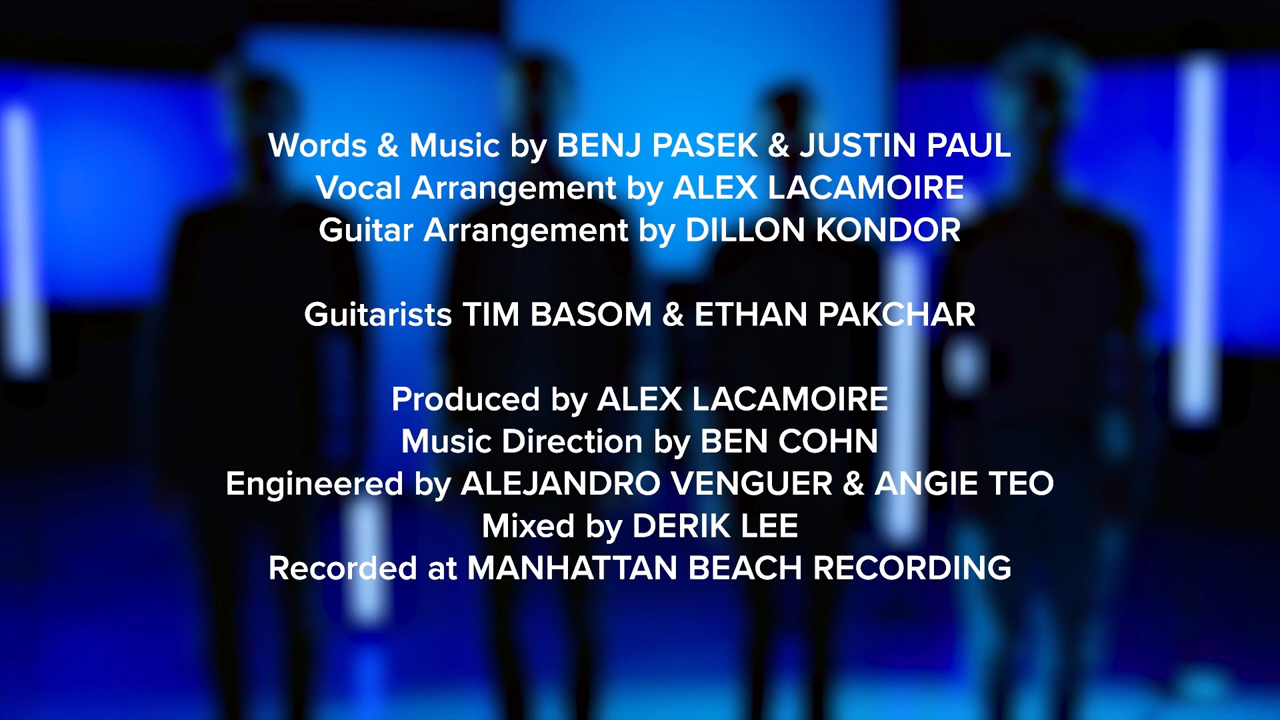 Words & Music by BENJ PASEK & JUSTIN PAUL
Vocal Arrangement by ALEX LACAMOIRE
Guitar Arrangement by DILLON KONDOR
Guitarists TIM BASOM & ETHAN PAKCHAR
Produced by ALEX LACAMOIRE
Music Direction by BEN COHN
Engineered by ALEJANDRO VENGUER & ANGIE TEO
Mixed by DERIK LEE
Recorded at MANHATTAN BEACH RECORDING